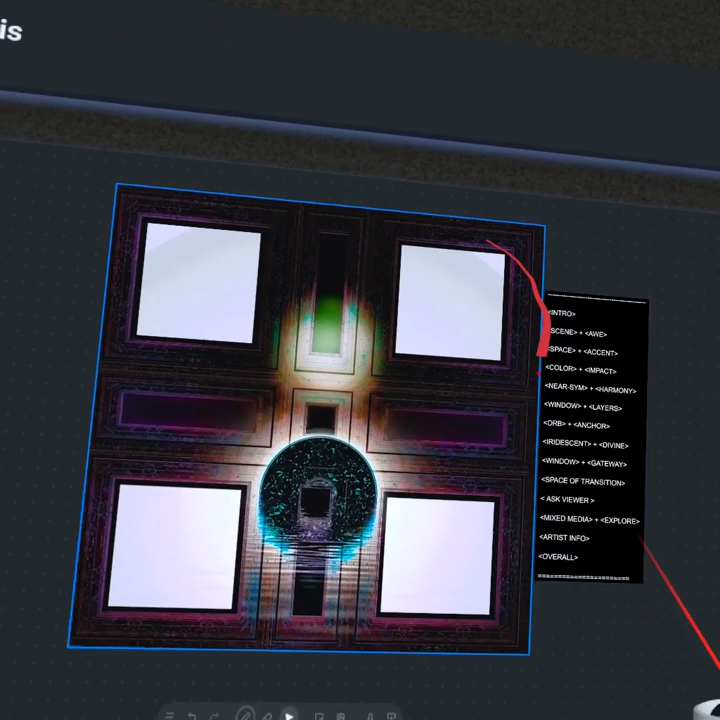 is
<INTRO>
<SCENE> + <AWE>
<SPACE> + <ACCENT>
<COLOR> + <IMPACT>
<NEAR-SYM> + <HARMONY>
<WINDOW> + <LAYERS>
<ORB> + <ANCHOR>
<IRIDESCENT> + <DIVINE>
<WINDOW> + <GATEWAY>
<SPACE OF TRANSITION>
< ASK VIEWER >
<MIXED MEDIA> + <EXPLORE>
<ARTIST INFO>
<OVERALL>